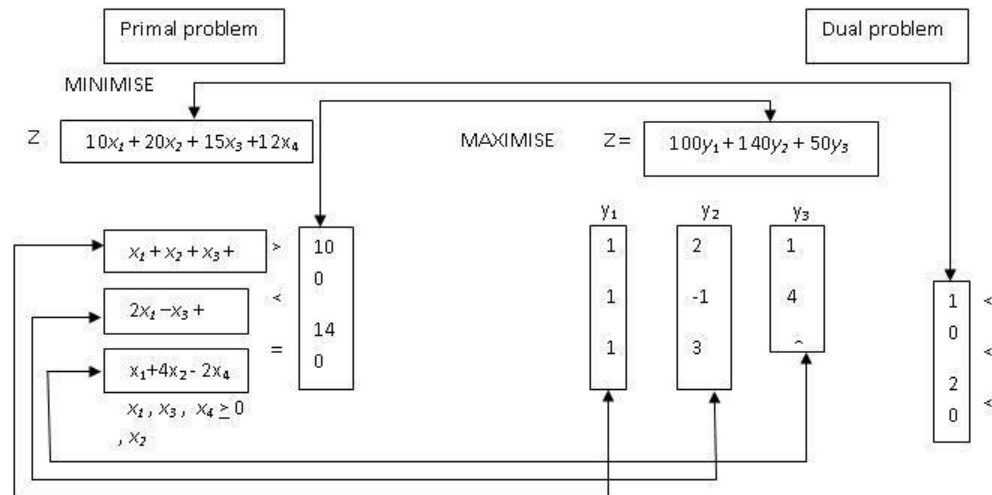 Primal problem
Dual problem
MINIMISE
Z 10x₁ + 20x₂ + 15x₃ +12x₄
MAXIMISE Z= 100y₁ + 140y₂ + 50y₃
y₁ y₂ y₃
x₁ + x₂ + x₃ + >
2x₁ −x₃ + <
x₁+4x₂ - 2x₄ =
x₁ , x₃ , x₄ ≥ 0
, x₂
10
0
14
0
1 2 1
1 -1 4
1 3
1 <
0
<
2
0 <